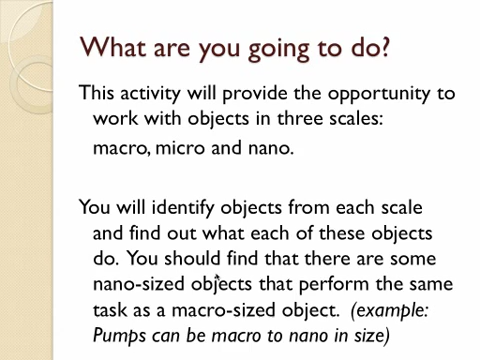 What are you going to do?
This activity will provide the opportunity to
work with objects in three scales:
macro, micro and nano.
You will identify objects from each scale
and find out what each of these objects
do. You should find that there are some
nano-sized objects that perform the same
task as a macro-sized object. (example:
Pumps can be macro to nano in size)